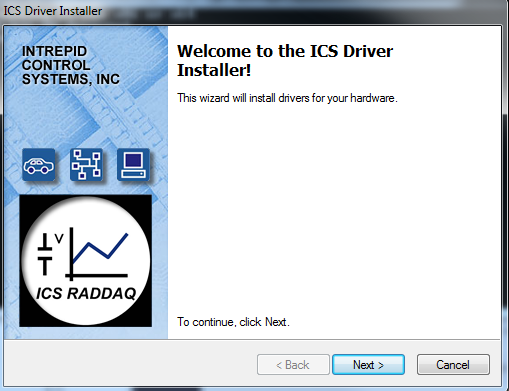 ICS Driver Installer
INTREPID
CONTROL
SYSTEMS, INC
Welcome to the ICS Driver
Installer!
This wizard will install drivers for your hardware.
V
ICS RADDAQ
To continue, click Next.
< Back
Next >
Cancel